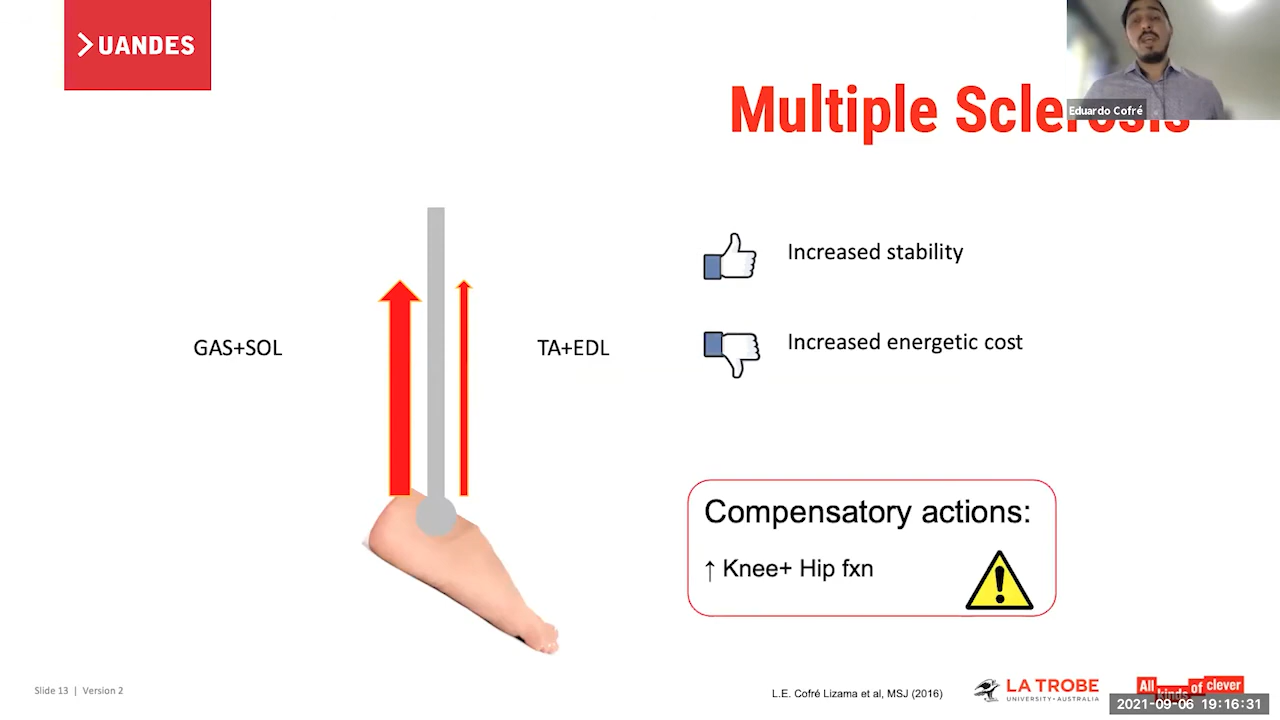 UANDES
Multiple Sclerosis
Eduardo Cofré
Increased stability
GAS+SOL
TA+EDL
Increased energetic cost
Compensatory actions:
↑ Knee+ Hip fxn
Slide 13 | Version 2
L.E. Cofré Lizama et al, MSJ (2016)
LA TROBE
UNIVERSITY • AUSTRALIA
All kinds of clever
2021-09-06 19:16:31